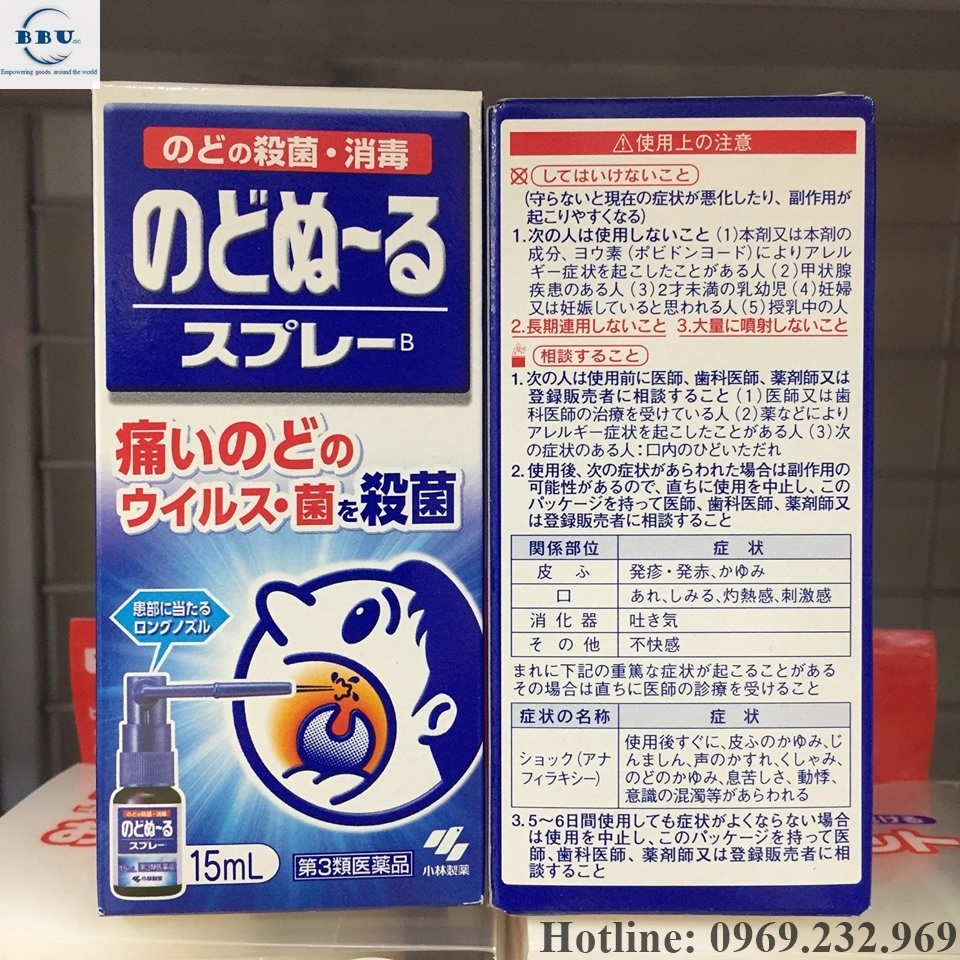 BBU JSC
Empowering goods around the world
のどの殺菌・消毒
のどぬ〜る
スプレーB
痛いのどの
ウイルス・菌を殺菌
患部に当たる
ロングノズル
のどの殺菌・消毒
のどぬ〜る
スプレー
15mL 第3類医薬品
小林製薬
15mL
第3類医薬品
小林製薬
⚠使用上の注意
してはいけないこと
(守らないと現在の症状が悪化したり、副作用が
起こりやすくなる)
1.次の人は使用しないこと (1)本剤又は本剤の
成分、ヨウ素(ポビドンヨード)によりアレル
ギー症状を起こしたことがある人 (2)甲状腺
疾患のある人 (3)2才未満の乳幼児 (4)妊婦
又は妊娠していると思われる人 (5)授乳中の人
2.長期連用しないこと 3.大量に噴射しないこと
相談すること
1.次の人は使用前に医師、歯科医師、薬剤師又は
登録販売者に相談すること (1)医師又は歯
科医師の治療を受けている人 (2)薬などにより
アレルギー症状を起こしたことがある人 (3)次
の症状のある人:口内のひどいただれ
2.使用後、次の症状があらわれた場合は副作用の
可能性があるので、直ちに使用を中止し、この
パッケージを持って医師、歯科医師、薬剤師又
は登録販売者に相談すること
関係部位 症状
皮ふ 発疹・発赤、かゆみ
口 あれ、しみる、灼熱感、刺激感
消化器 吐き気
その他 不快感
まれに下記の重篤な症状が起こることがある
その場合は直ちに医師の診療を受けること
症状の名称 症状
ショック(アナ
フィラキシー)
使用後すぐに、皮ふのかゆみ、じ
んましん、声のかすれ、くしゃみ、
のどのかゆみ、息苦しさ、動悸、
意識の混濁等があらわれる
3.5〜6日間使用しても症状がよくならない場合
は使用を中止し、このパッケージを持って医
師、歯科医師、薬剤師又は登録販売者に相談
すること
Hotline: 0969.232.969